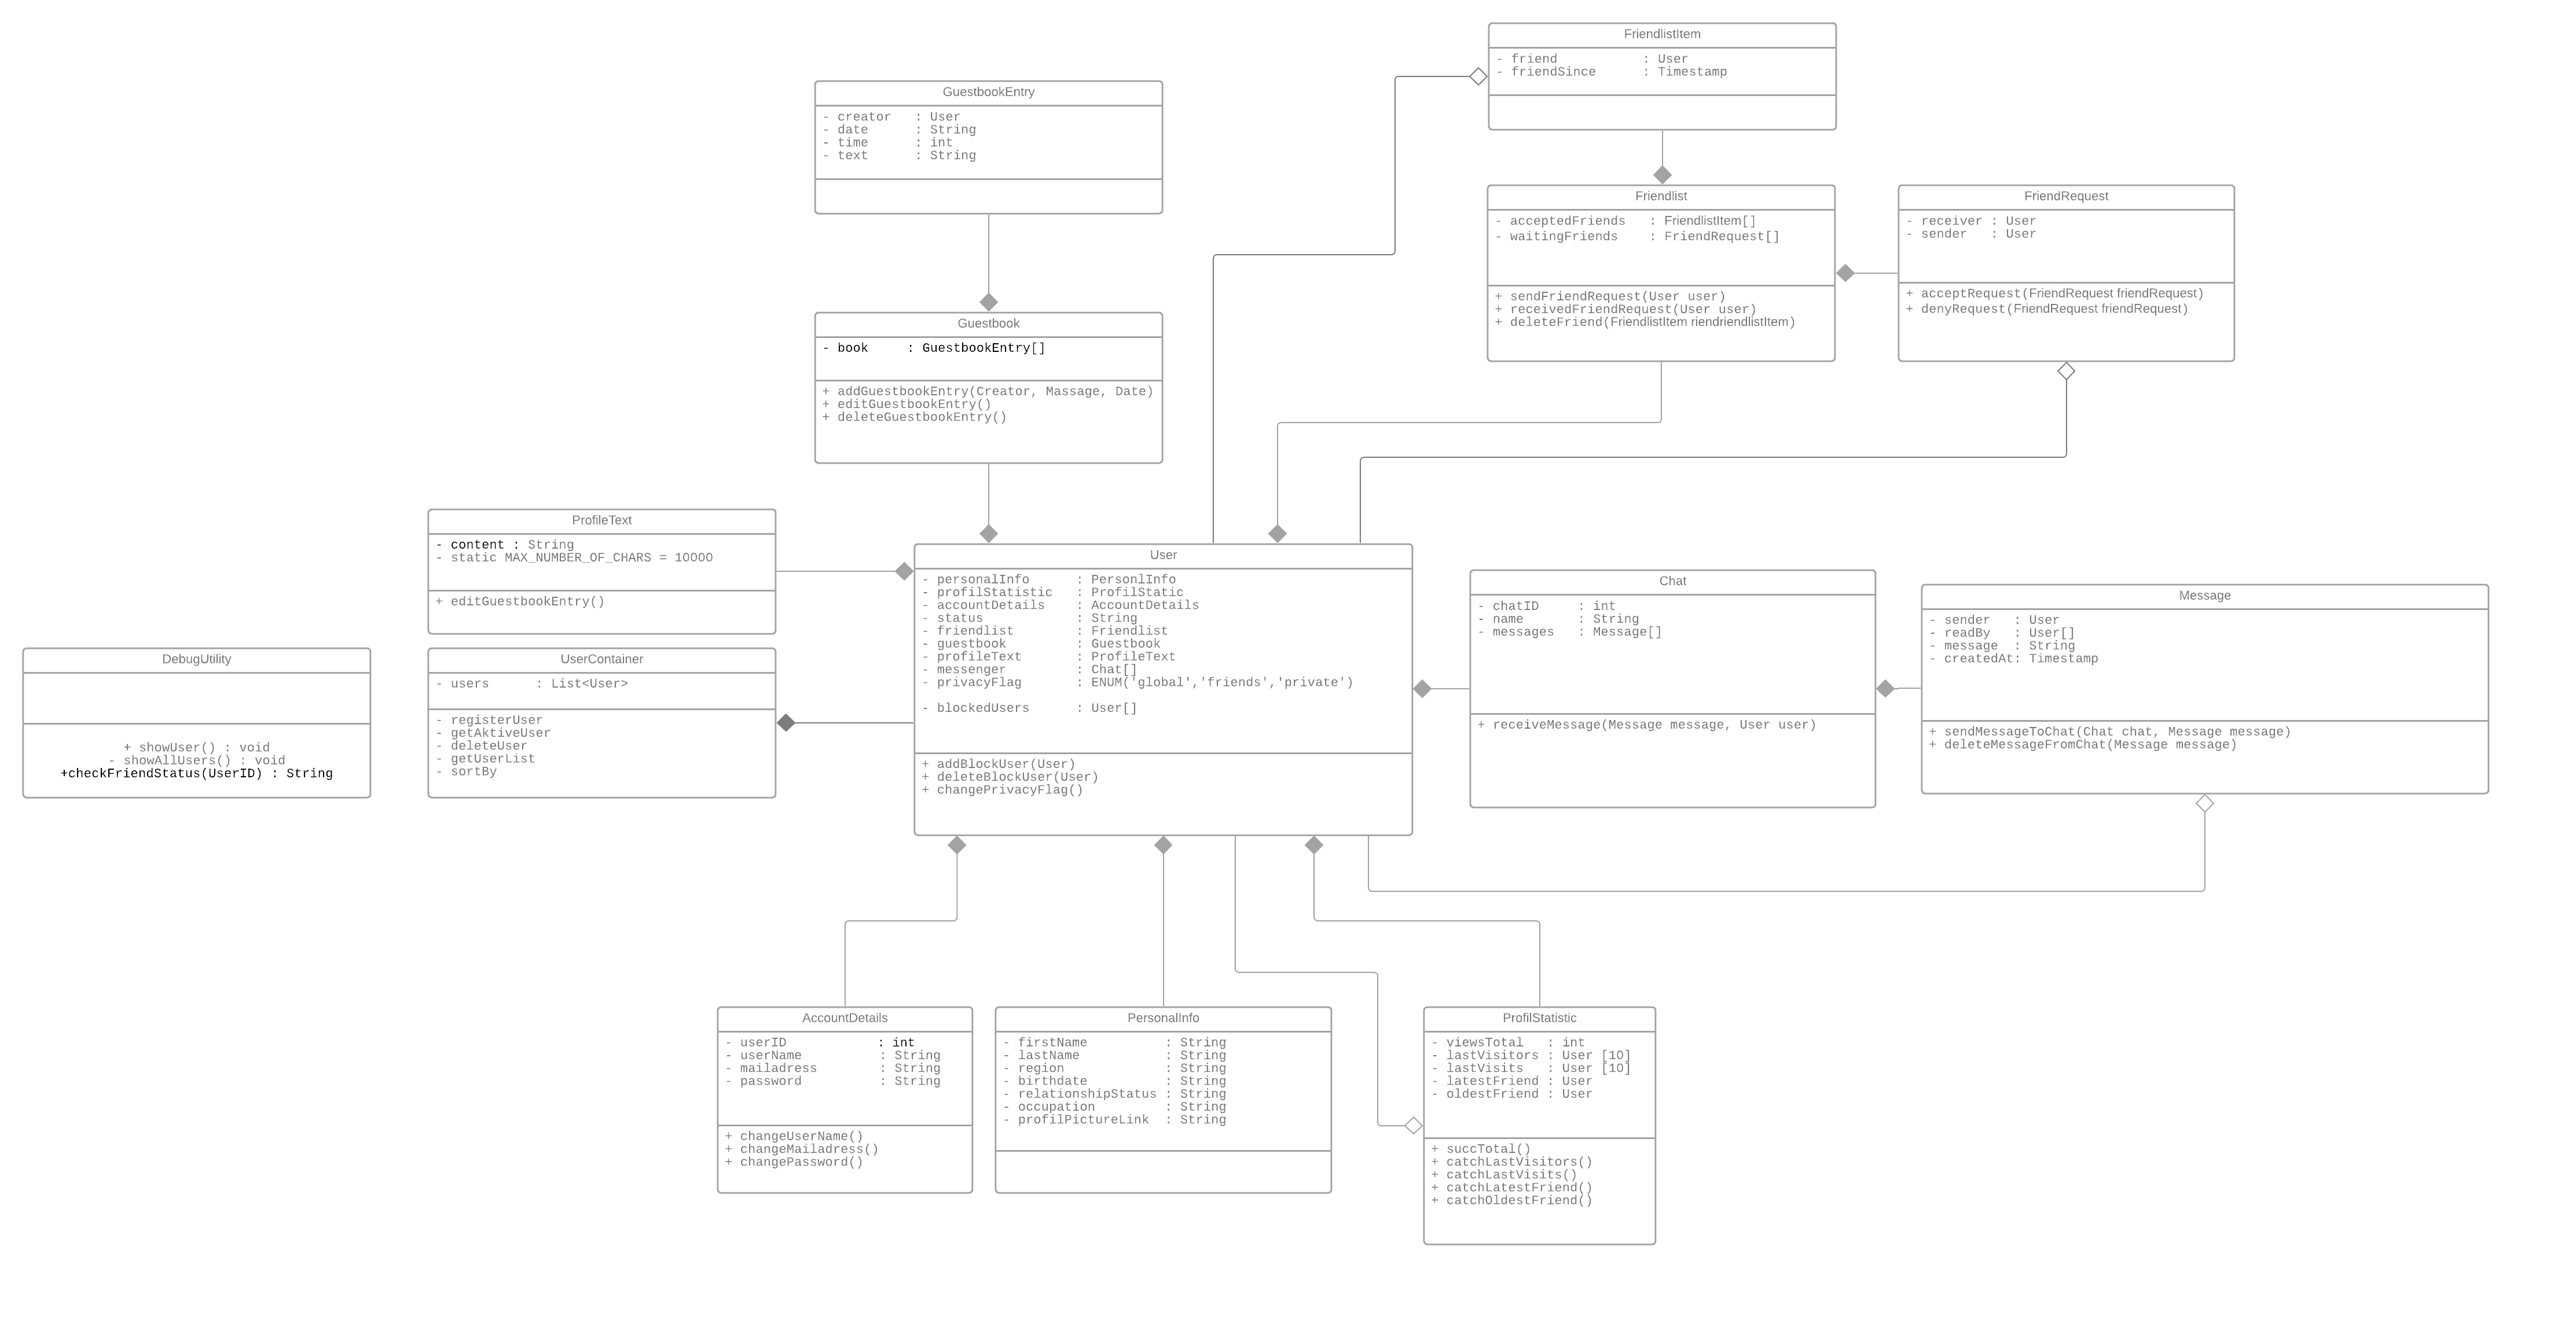 FriendlistItem
- friend : User
- friendSince : Timestamp
GuestbookEntry
- creator : User
- date : String
- time : int
- text : String
Friendlist
- acceptedFriends : FriendlistItem[]
- waitingFriends : FriendRequest[]
+ sendFriendRequest(User user)
+ receivedFriendRequest(User user)
+ deleteFriend(FriendlistItem riendriendlistItem)
FriendRequest
- receiver : User
- sender : User
+ acceptRequest(FriendRequest friendRequest)
+ denyRequest(FriendRequest friendRequest)
Guestbook
- book : GuestbookEntry[]
+ addGuestbookEntry(Creator, Massage, Date)
+ editGuestbookEntry()
+ deleteGuestbookEntry()
ProfileText
- content : String
- static MAX_NUMBER_OF_CHARS = 10000
+ editGuestbookEntry()
User
- personalInfo : PersonlInfo
- profilStatistic : ProfilStatic
- accountDetails : AccountDetails
- status : String
- friendlist : Friendlist
- guestbook : Guestbook
- profileText : ProfileText
- messenger : Chat[]
- privacyFlag : ENUM('global','friends','private')
- blockedUsers : User[]
+ addBlockUser(User)
+ deleteBlockUser(User)
+ changePrivacyFlag()
Chat
- chatID : int
- name : String
- messages : Message[]
+ receiveMessage(Message message, User user)
Message
- sender : User
- readBy : User[]
- message : String
- createdAt: Timestamp
+ sendMessageToChat(Chat chat, Message message)
+ deleteMessageFromChat(Message message)
DebugUtility
+ showUser() : void
- showAllUsers() : void
+checkFriendStatus(UserID) : String
UserContainer
- users : List<User>
- registerUser
- getAktiveUser
- deleteUser
- getUserList
- sortBy
AccountDetails
- userID : int
- userName : String
- mailadress : String
- password : String
+ changeUserName()
+ changeMailadress()
+ changePassword()
PersonalInfo
- firstName : String
- lastName : String
- region : String
- birthdate : String
- relationshipStatus : String
- occupation : String
- profilPictureLink : String
ProfilStatistic
- viewsTotal : int
- lastVisitors : User [10]
- lastVisits : User [10]
- latestFriend : User
- oldestFriend : User
+ succTotal()
+ catchLastVisitors()
+ catchLastVisits()
+ catchLatestFriend()
+ catchOldestFriend()